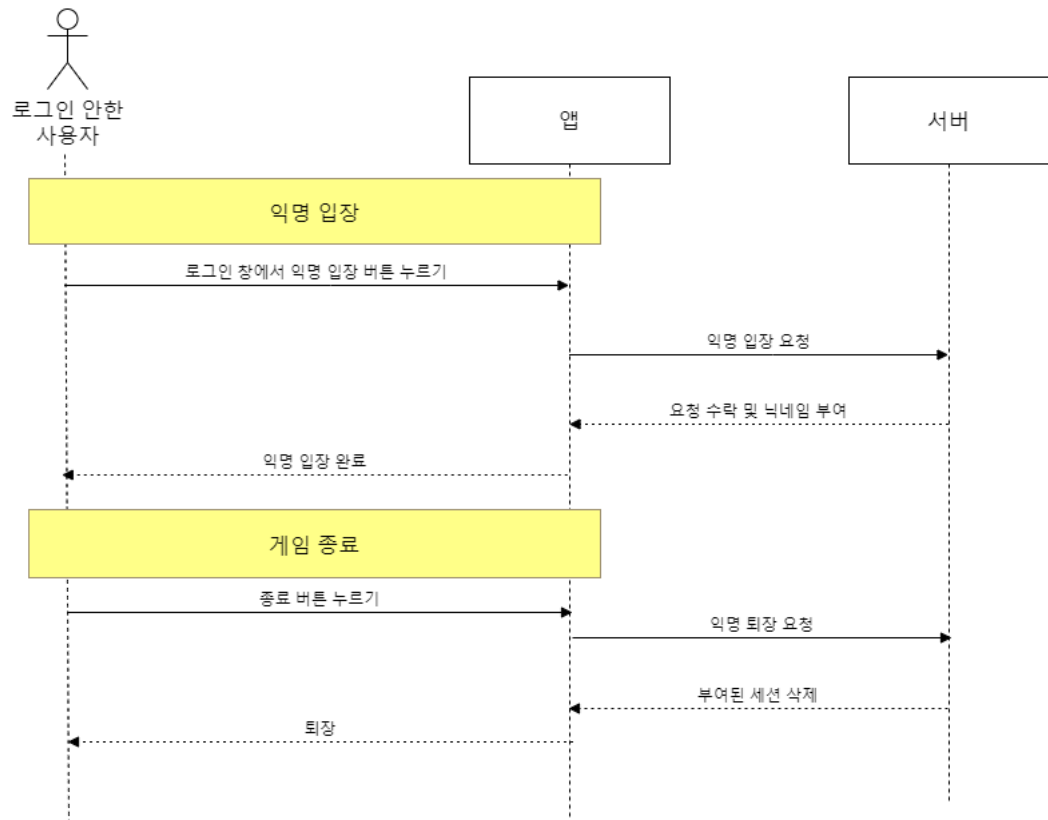 로그인 안한
사용자
앱
서버
익명 입장
로그인 창에서 익명 입장 버튼 누르기
익명 입장 요청
요청 수락 및 닉네임 부여
익명 입장 완료
게임 종료
종료 버튼 누르기
익명 퇴장 요청
부여된 세션 삭제
퇴장